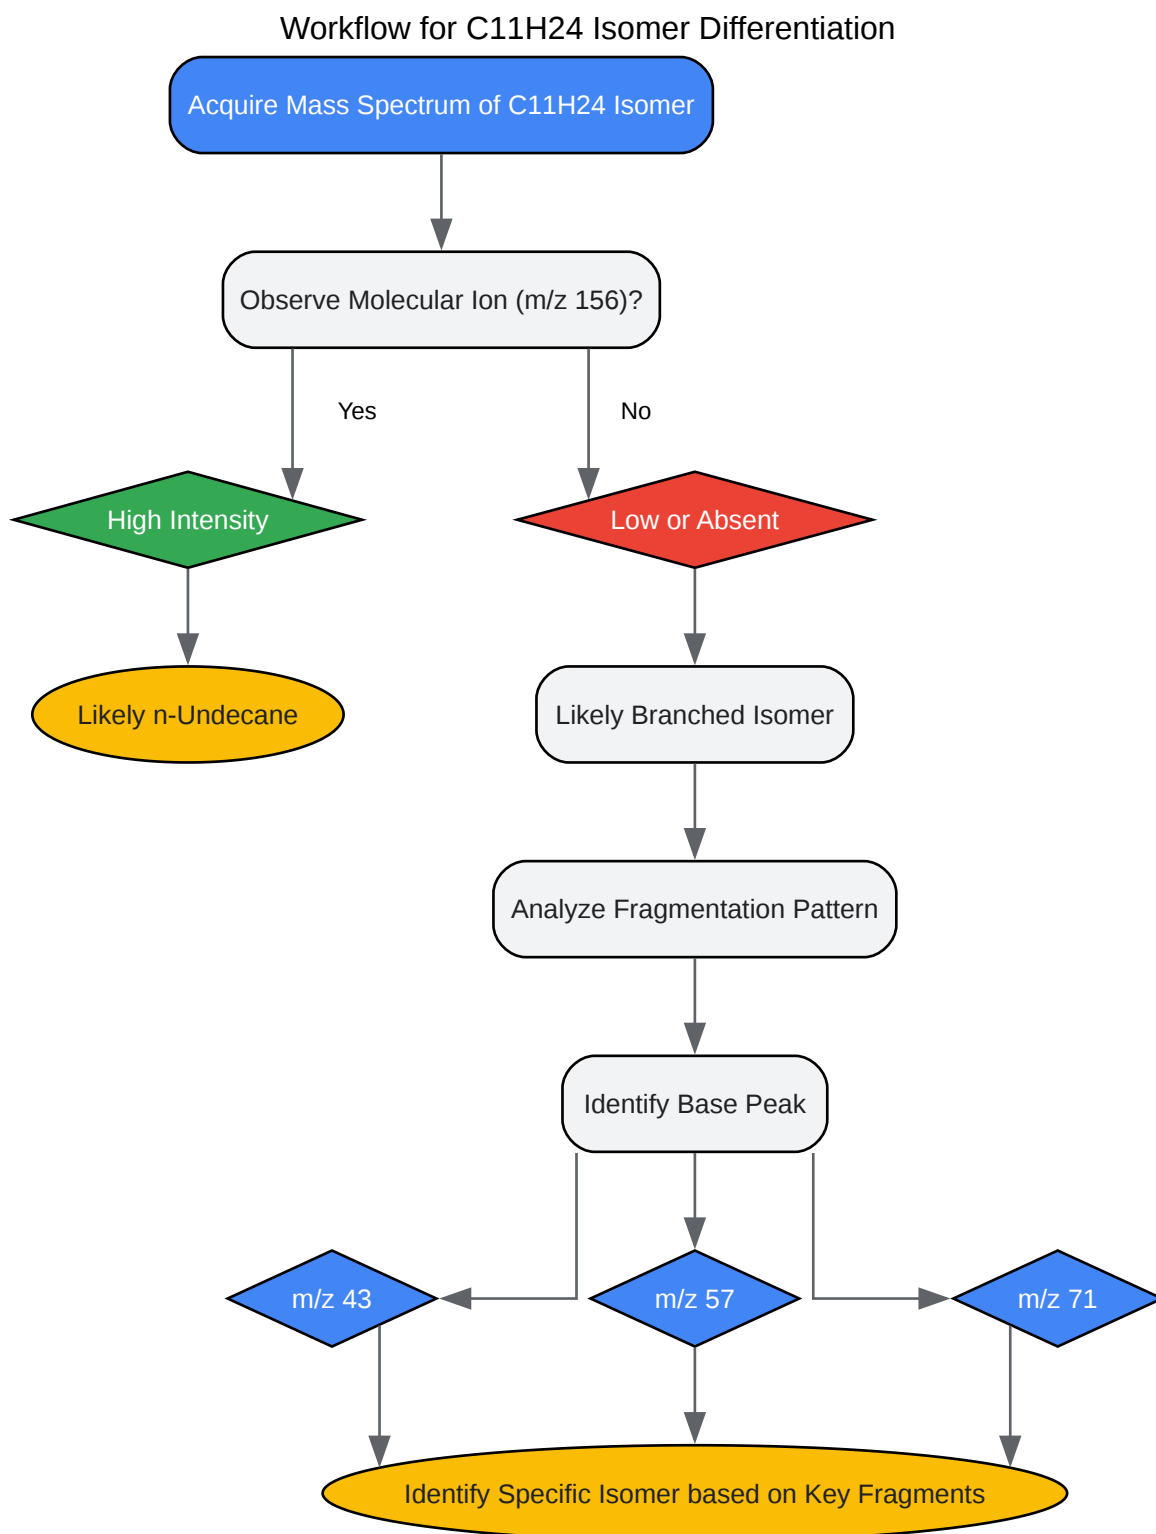 Workflow for C11H24 Isomer Differentiation
Acquire Mass Spectrum of C11H24 Isomer
Observe Molecular Ion (m/z 156)?
Yes
No
High Intensity
Low or Absent
Likely n-Undecane
Likely Branched Isomer
Analyze Fragmentation Pattern
Identify Base Peak
m/z 43
m/z 57
m/z 71
Identify Specific Isomer based on Key Fragments